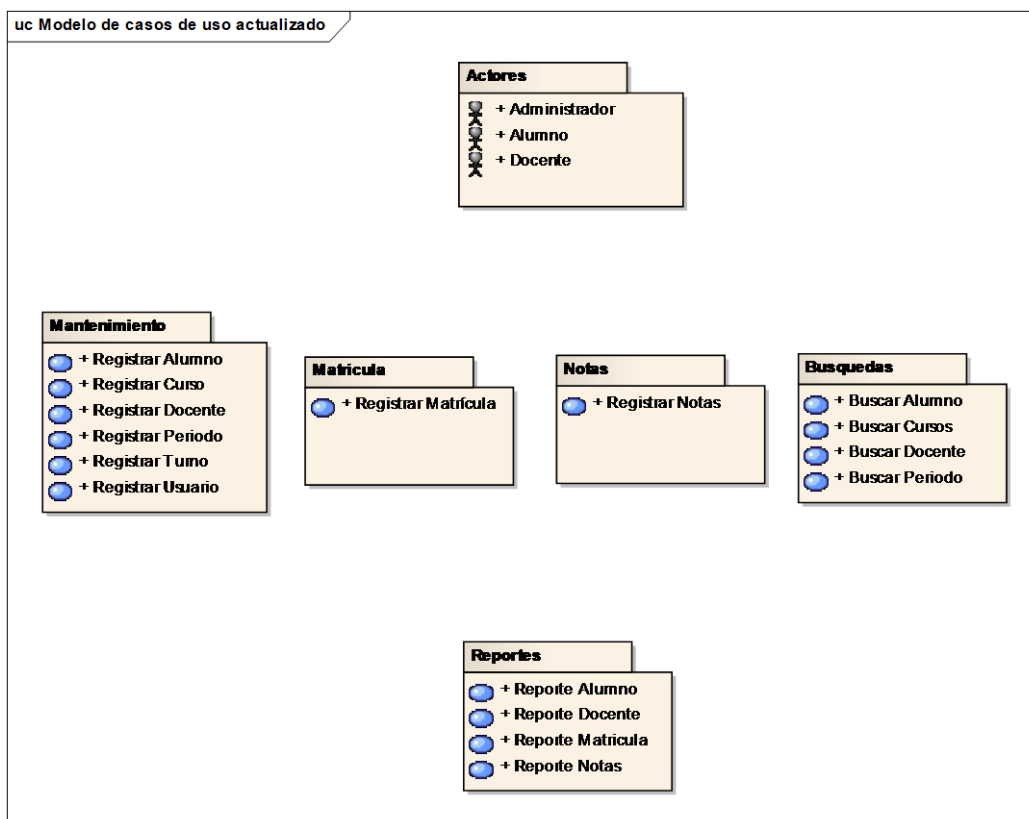 uc Modelo de casos de uso actualizado
Actores
+ Administrador
+ Alumno
+ Docente
Mantenimiento
+ Registrar Alumno
+ Registrar Curso
+ Registrar Docente
+ Registrar Periodo
+ Registrar Turno
+ Registrar Usuario
Matricula
+ Registrar Matrícula
Notas
+ Registrar Notas
Busquedas
+ Buscar Alumno
+ Buscar Cursos
+ Buscar Docente
+ Buscar Periodo
Reportes
+ Reporte Alumno
+ Reporte Docente
+ Reporte Matricula
+ Reporte Notas